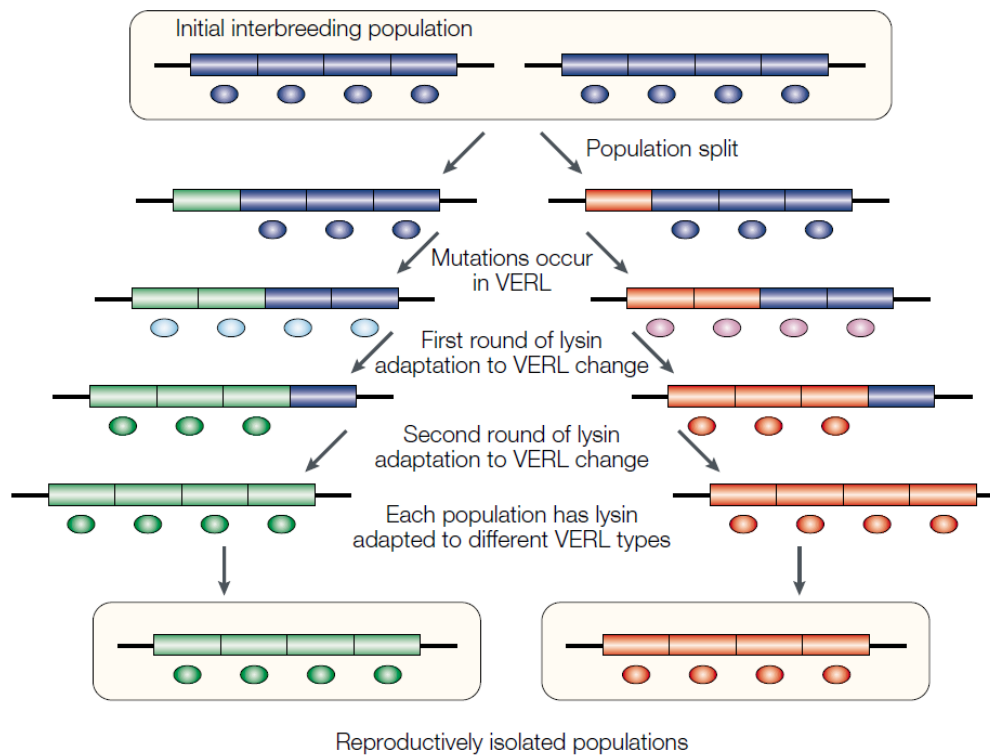 Initial interbreeding population
Population split
Mutations occur
in VERL
First round of lysin
adaptation to VERL change
Second round of lysin
adaptation to VERL change
Each population has lysin
adapted to different VERL types
Reproductively isolated populations